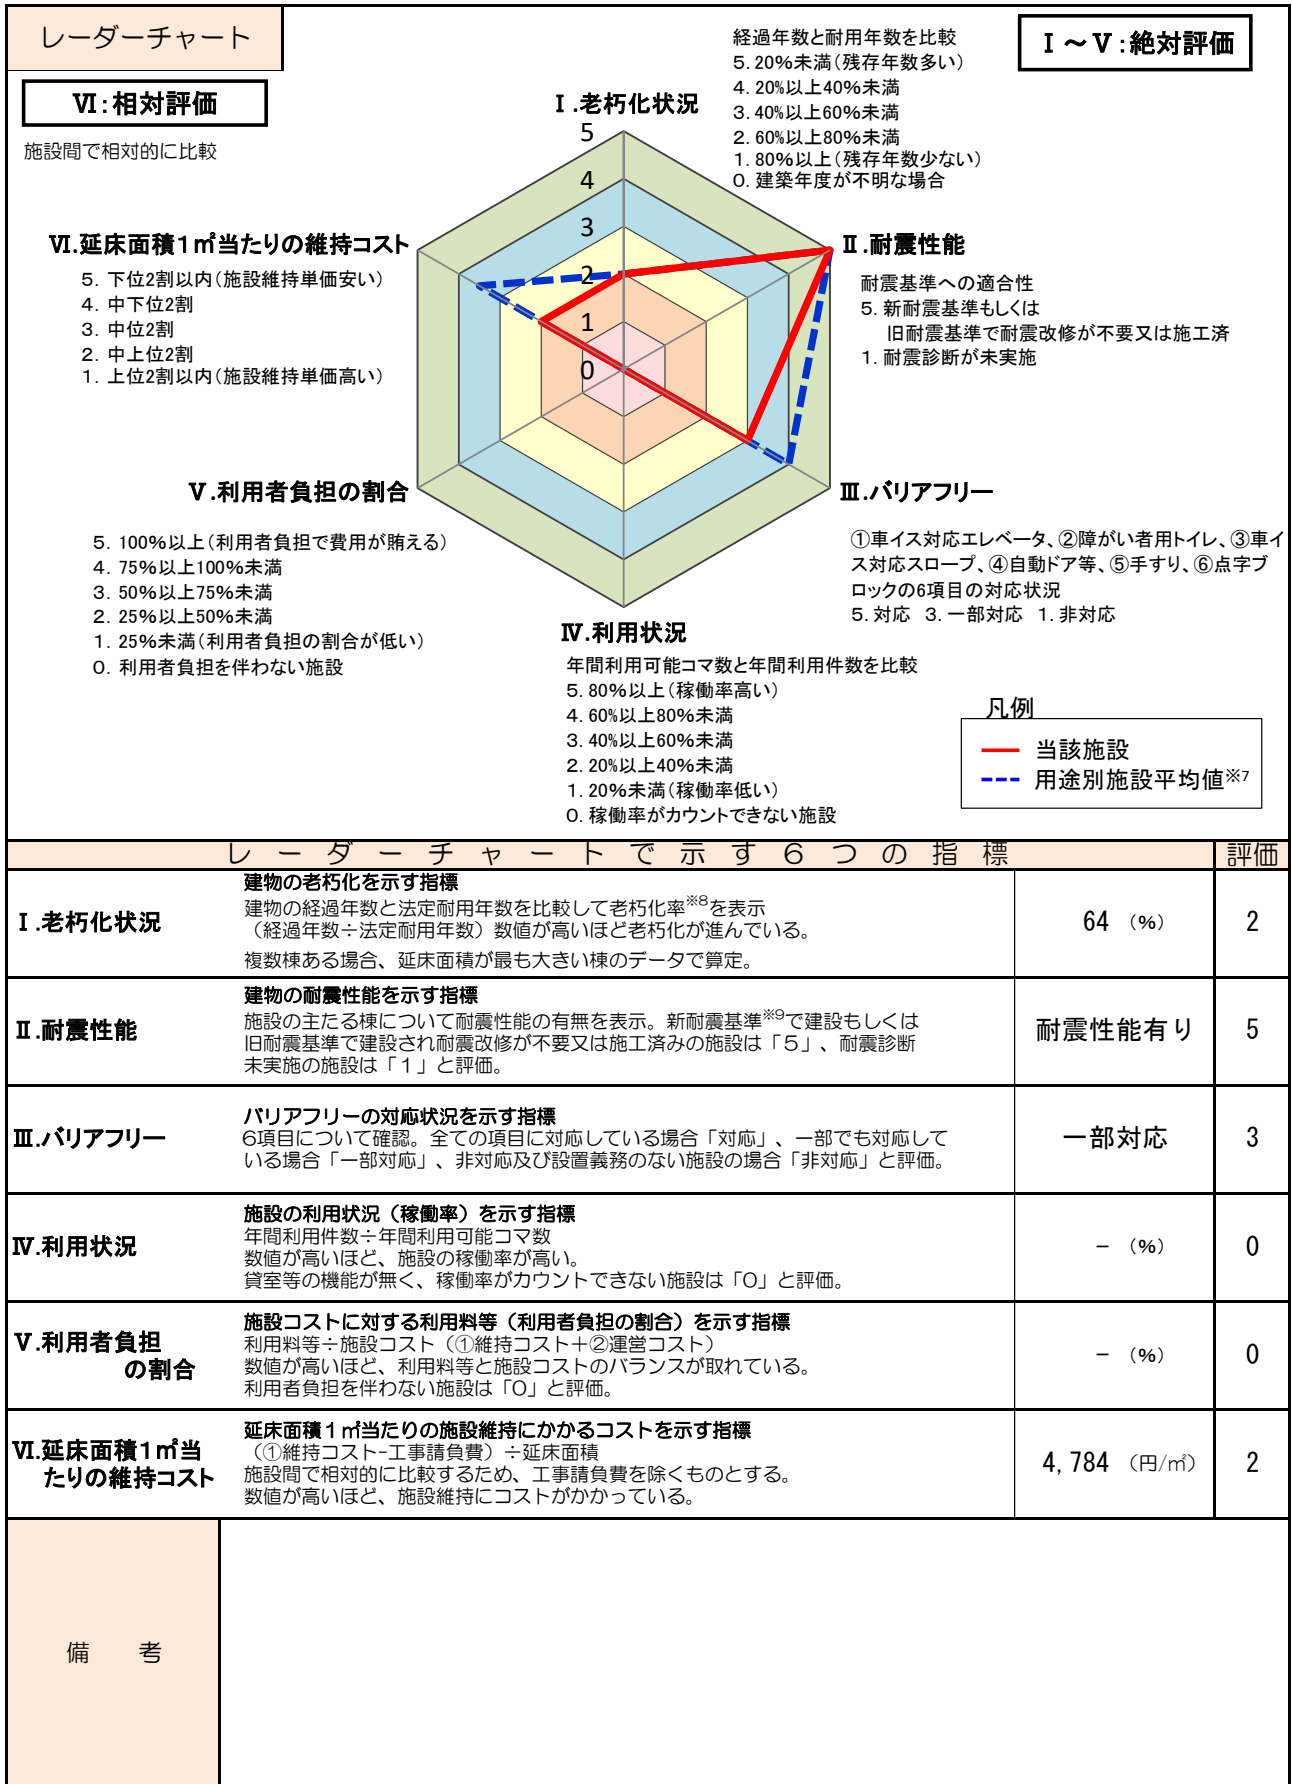 レーダーチャート
Ⅰ～Ⅴ:絶対評価
Ⅵ:相対評価
施設間で相対的に比較
Ⅰ.老朽化状況
経過年数と耐用年数を比較
5.20%未満(残存年数多い)
4.20%以上40%未満
3.40%以上60%未満
2.60%以上80%未満
1.80%以上(残存年数少ない)
0.建築年度が不明な場合
5
4
3
2
1
0
Ⅱ.耐震性能
耐震基準への適合性
5.新耐震基準もしくは
旧耐震基準で耐震改修が不要又は施工済
1.耐震診断が未実施
Ⅵ.延床面積1㎡当たりの維持コスト
5.下位2割以内(施設維持単価安い)
4.中下位2割
3.中位2割
2.中上位2割
1.上位2割以内(施設維持単価高い)
Ⅲ.バリアフリー
①車イス対応エレベータ、②障がい者用トイレ、③車イ
ス対応スロープ、④自動ドア等、⑤手すり、⑥点字ブ
ロックの6項目の対応状況
5.対応 3.一部対応 1.非対応
Ⅴ.利用者負担の割合
5.100%以上(利用者負担で費用が賄える)
4.75%以上100%未満
3.50%以上75%未満
2.25%以上50%未満
1.25%未満(利用者負担の割合が低い)
0.利用者負担を伴わない施設
Ⅳ.利用状況
年間利用可能コマ数と年間利用件数を比較
5.80%以上(稼働率高い)
4.60%以上80%未満
3.40%以上60%未満
2.20%以上40%未満
1.20%未満(稼働率低い)
0.稼働率がカウントできない施設
凡例
当該施設
用途別施設平均値※7
レーダーチャートで示す6つの指標 評価
Ⅰ.老朽化状況
建物の老朽化を示す指標
建物の経過年数と法定耐用年数を比較して老朽化率※8を表示
（経過年数÷法定耐用年数）数値が高いほど老朽化が進んでいる。
複数棟ある場合、延床面積が最も大きい棟のデータで算定。
64 (%) 2
Ⅱ.耐震性能
建物の耐震性能を示す指標
施設の主たる棟について耐震性能の有無を表示。新耐震基準※9で建設もしくは
旧耐震基準で建設され耐震改修が不要又は施工済みの施設は「5」、耐震診断
未実施の施設は「1」と評価。
耐震性能有り 5
Ⅲ.バリアフリー
バリアフリーの対応状況を示す指標
6項目について確認。全ての項目に対応している場合「対応」、一部でも対応して
いる場合「一部対応」、非対応及び設置義務のない施設の場合「非対応」と評価。
一部対応 3
Ⅳ.利用状況
施設の利用状況（稼働率）を示す指標
年間利用件数÷年間利用可能コマ数
数値が高いほど、施設の稼働率が高い。
貸室等の機能が無く、稼働率がカウントできない施設は「0」と評価。
－ (%) 0
Ⅴ.利用者負担
の割合
施設コストに対する利用料等（利用者負担の割合）を示す指標
利用料等÷施設コスト（①維持コスト＋②運営コスト）
数値が高いほど、利用料等と施設コストのバランスが取れている。
利用者負担を伴わない施設は「0」と評価。
－ (%) 0
Ⅵ.延床面積1㎡当
たりの維持コスト
延床面積1㎡当たりの施設維持にかかるコストを示す指標
（①維持コスト-工事請負費）÷延床面積
施設間で相対的に比較するため、工事請負費を除くものとする。
数値が高いほど、施設維持にコストがかかっている。
4,784 (円/㎡) 2
備 考